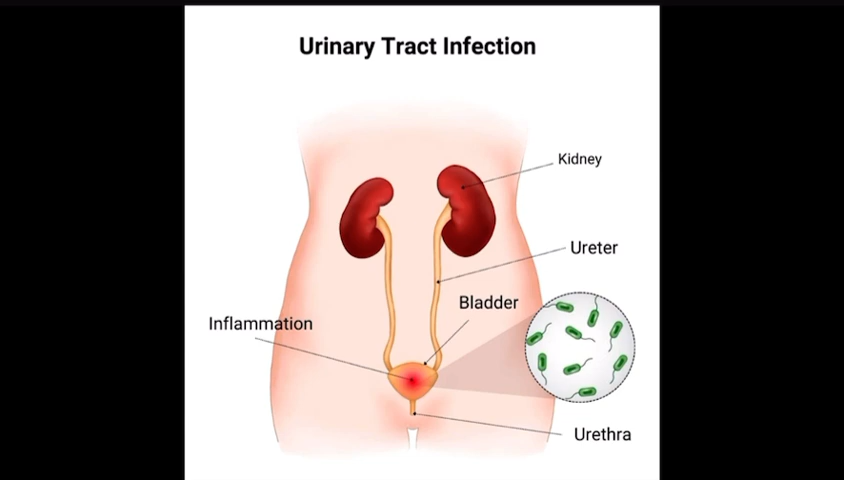 Urinary Tract Infection
Kidney
Ureter
Bladder
Inflammation
Urethra